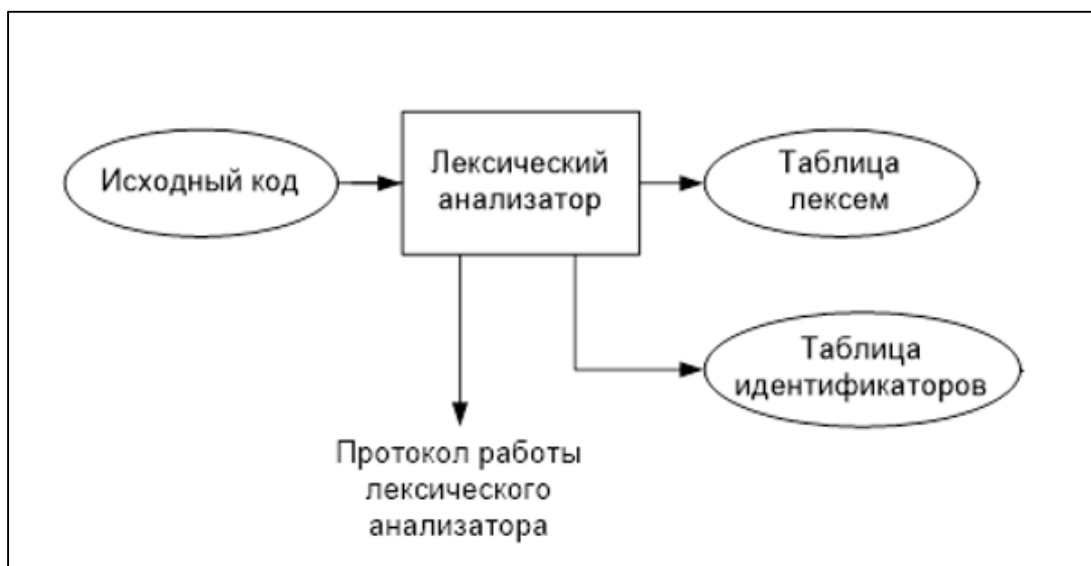 Исходный код
Лексический
анализатор
Таблица
лексем
Таблица
идентификаторов
Протокол работы
лексического
анализатора